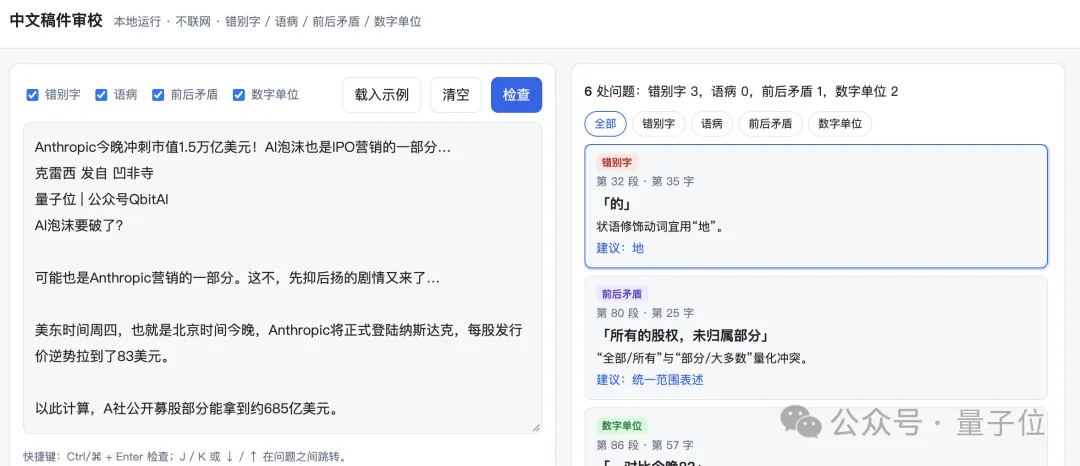 中文稿件审校 本地运行 · 不联网 · 错别字 / 语病 / 前后矛盾 / 数字单位
错别字 语病 前后矛盾 数字单位 载入示例 清空 检查
Anthropic今晚冲刺市值1.5万亿美元！AI泡沫也是IPO营销的一部分…
克雷西 发自 凹非寺
量子位 | 公众号QbitAI
AI泡沫要破了？
可能也是Anthropic营销的一部分。这不，先抑后扬的剧情又来了…
美东时间周四，也就是北京时间今晚，Anthropic将正式登陆纳斯达克，每股发行
价逆势拉到了83美元。
以此计算，A社公开募股部分能拿到约685亿美元。
快捷键：Ctrl/⌘ + Enter 检查；J / K 或 ↓ / ↑ 在问题之间跳转。
6 处问题：错别字 3，语病 0，前后矛盾 1，数字单位 2
全部 错别字 语病 前后矛盾 数字单位
错别字
第 32 段 · 第 35 字
「的」
状语修饰动词宜用“地”。
建议：地
前后矛盾
第 80 段 · 第 25 字
「所有的股权，未归属部分」
“全部/所有”与“部分/大多数”量化冲突。
建议：统一范围表述
数字单位
第 86 段 · 第 57 字
公众号 · 量子位